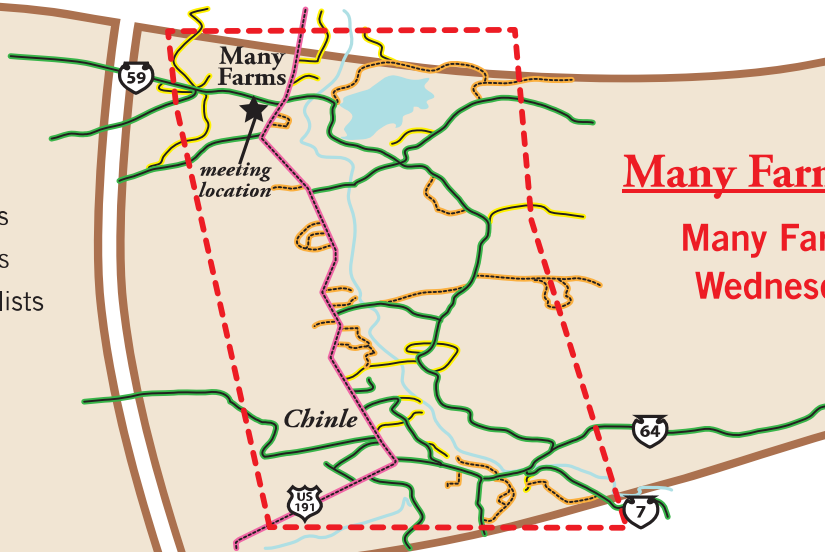 59
Many
Farms
meeting
location
s
s
lists
Many Farm
Many Far
Wednes
Chinle
64
US
191
7